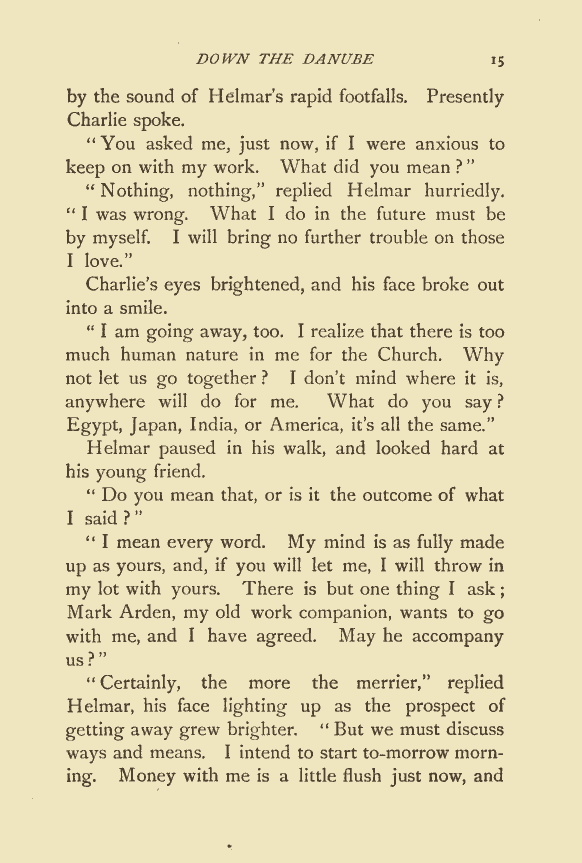 DOWN THE DANUBE 15
by the sound of Helmar's rapid footfalls. Presently
Charlie spoke.
"You asked me, just now, if I were anxious to
keep on with my work. What did you mean?"
"Nothing, nothing," replied Helmar hurriedly.
"I was wrong. What I do in the future must be
by myself. I will bring no further trouble on those
I love."
Charlie's eyes brightened, and his face broke out
into a smile.
"I am going away, too. I realize that there is too
much human nature in me for the Church. Why
not let us go together? I don't mind where it is,
anywhere will do for me. What do you say?
Egypt, Japan, India, or America, it's all the same."
Helmar paused in his walk, and looked hard at
his young friend.
"Do you mean that, or is it the outcome of what
I said?"
"I mean every word. My mind is as fully made
up as yours, and, if you will let me, I will throw in
my lot with yours. There is but one thing I ask;
Mark Arden, my old work companion, wants to go
with me, and I have agreed. May he accompany
us?"
"Certainly, the more the merrier," replied
Helmar, his face lighting up as the prospect of
getting away grew brighter. "But we must discuss
ways and means. I intend to start to-morrow morn-
ing. Money with me is a little flush just now, and